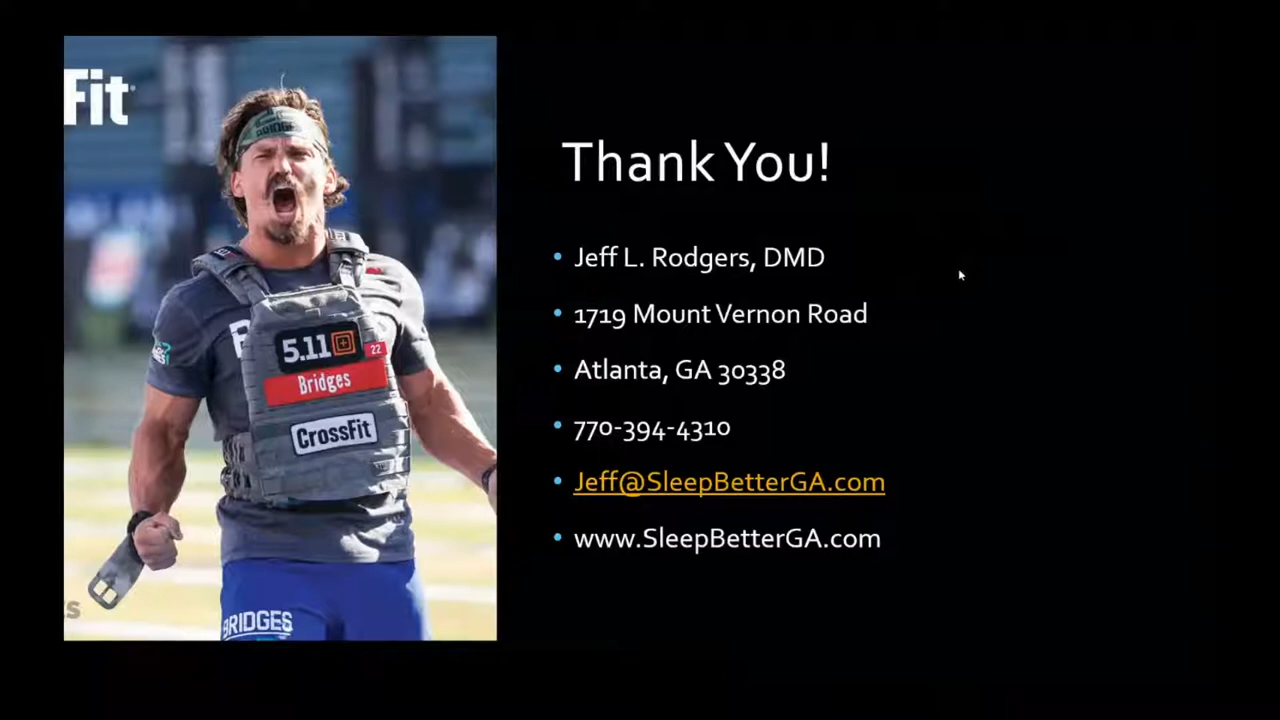 Fit
5.11
22
Bridges
CrossFit
BRIDGES
Thank You!
Jeff L. Rodgers, DMD
1719 Mount Vernon Road
Atlanta, GA 30338
770-394-4310
Jeff@SleepBetterGA.com
www.SleepBetterGA.com